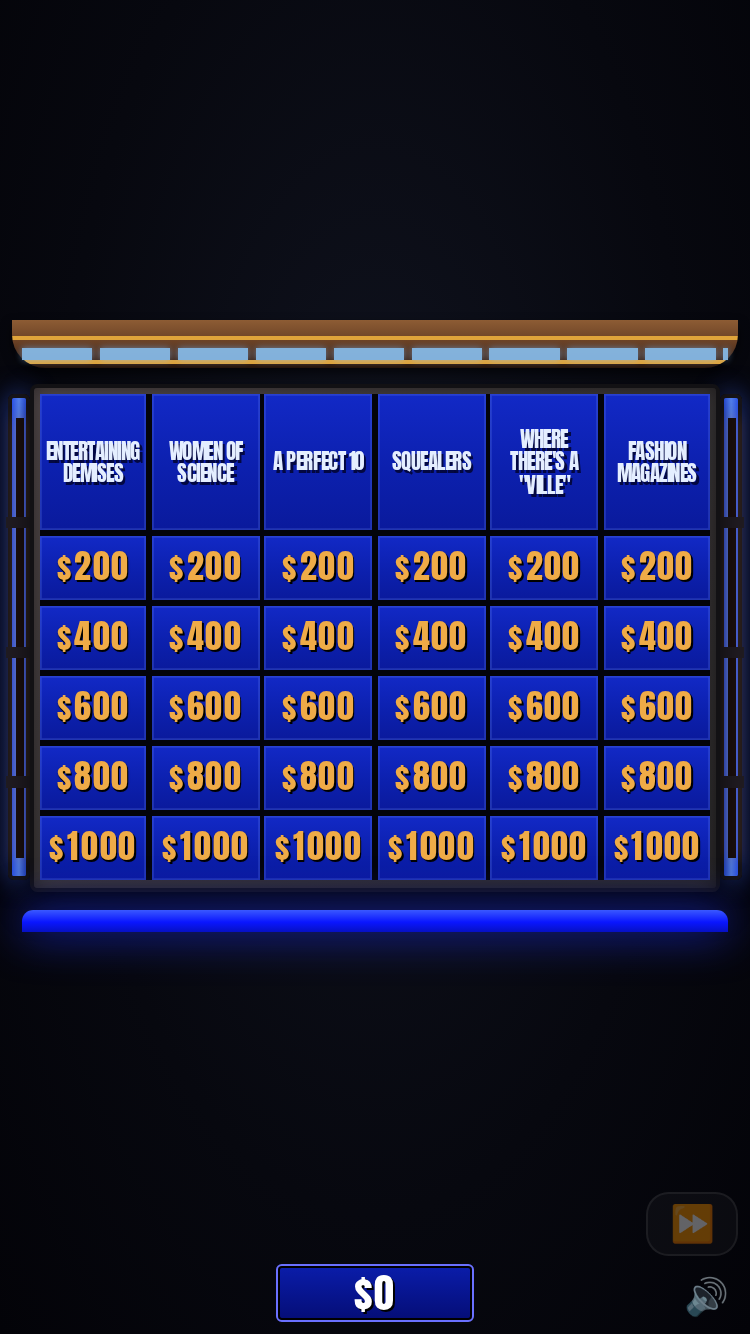 ENTERTAINING
DEMISES
WOMEN OF
SCIENCE
A PERFECT 10
SQUEALERS
WHERE
THERE'S A
"VILLE"
FASHION
MAGAZINES
$200 $200 $200 $200 $200 $200
$400 $400 $400 $400 $400 $400
$600 $600 $600 $600 $600 $600
$800 $800 $800 $800 $800 $800
$1000 $1000 $1000 $1000 $1000 $1000
$0